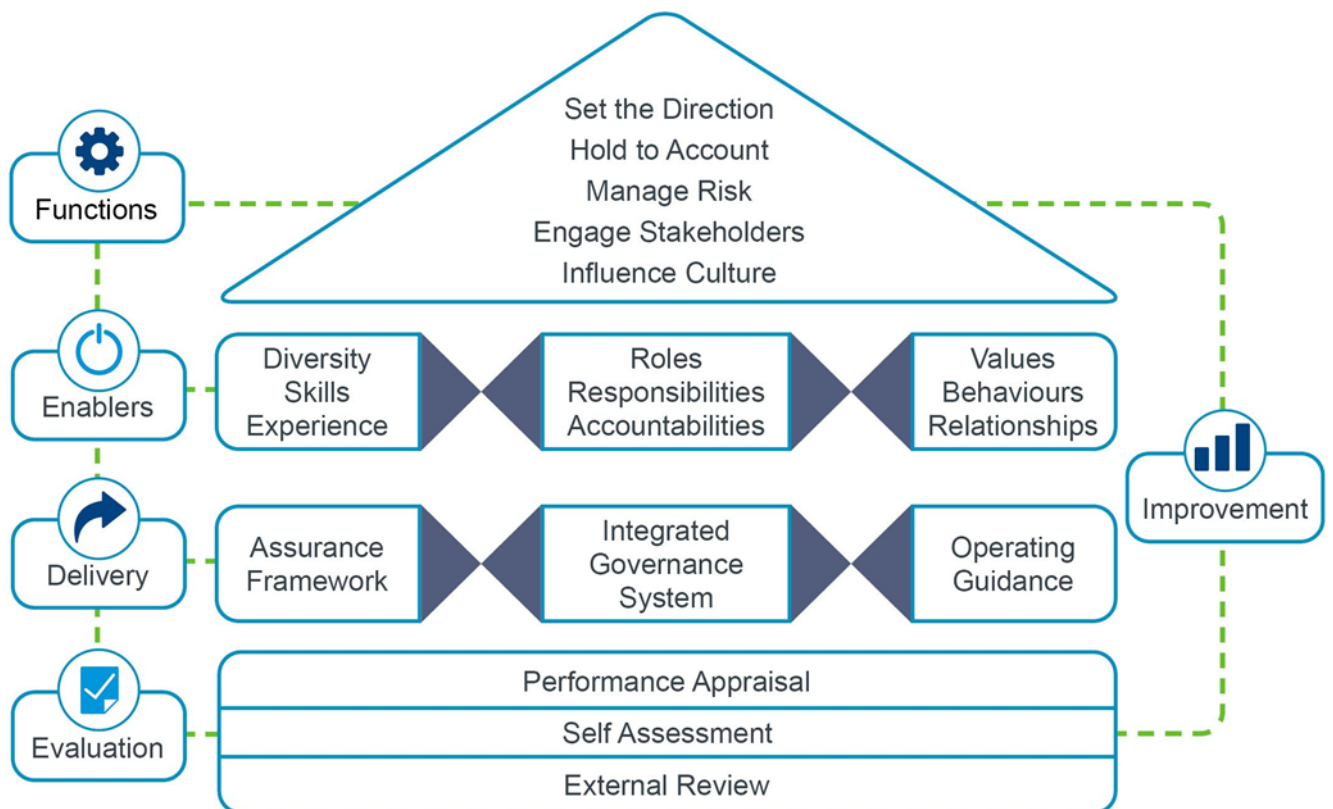 Set the Direction
Hold to Account
Manage Risk
Engage Stakeholders
Influence Culture
Functions
Enablers
Diversity
Skills
Experience
Roles
Responsibilities
Accountabilities
Values
Behaviours
Relationships
Delivery
Assurance
Framework
Integrated
Governance
System
Operating
Guidance
Improvement
Evaluation
Performance Appraisal
Self Assessment
External Review